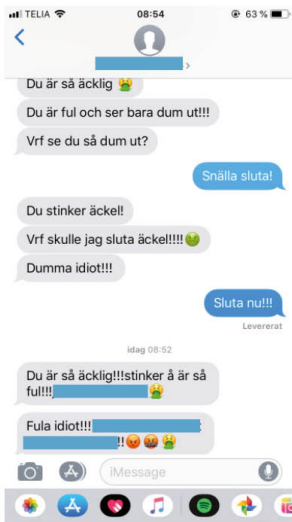 TELIA 08:54 63 %
Du är så äcklig 🤮
Du är ful och ser bara dum ut!!!
Vrf se du så dum ut?
Snälla sluta!
Du stinker äckel!
Vrf skulle jag sluta äckel!!!!🤢
Dumma idiot!!!
Sluta nu!!!
Levererat
idag 08:52
Du är så äcklig!!!stinker å är så
ful!!! 🤮
Fula idiot!!!
!!😡🤬🤮
iMessage